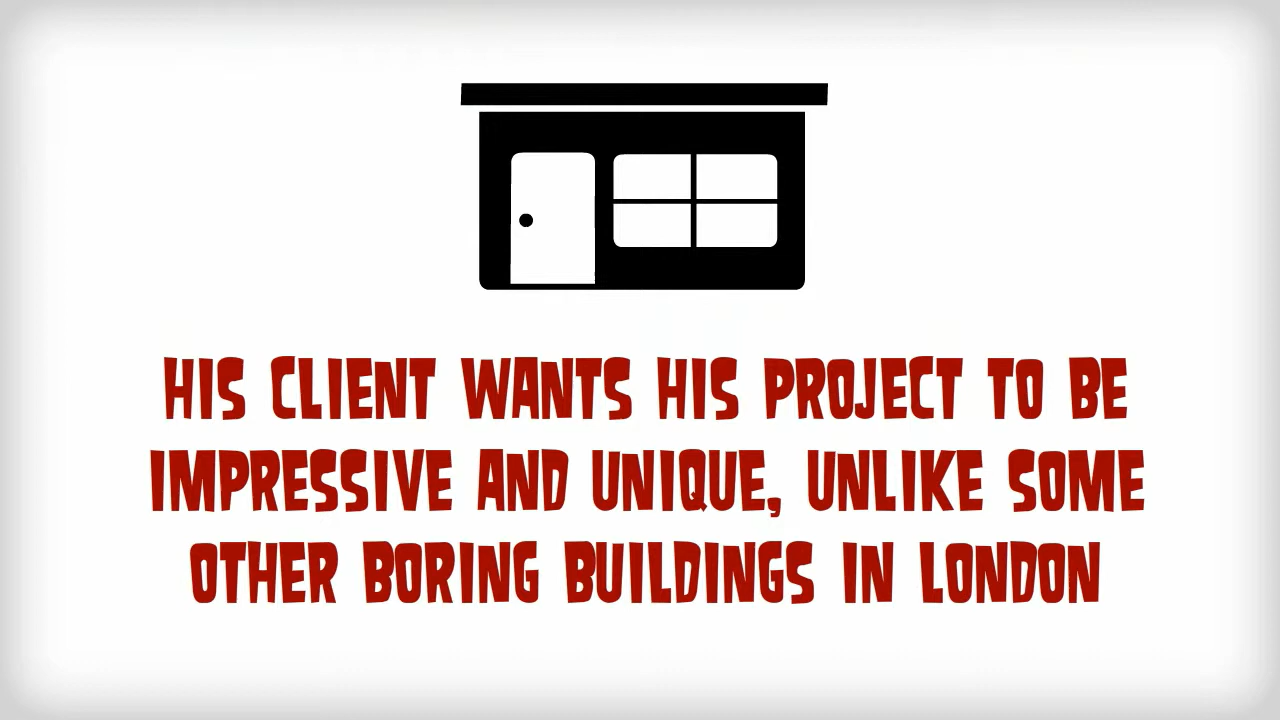 HIS CLIENT WANTS HIS PROJECT TO BE
IMPRESSIVE AND UNIQUE, UNLIKE SOME
OTHER BORING BUILDINGS IN LONDON